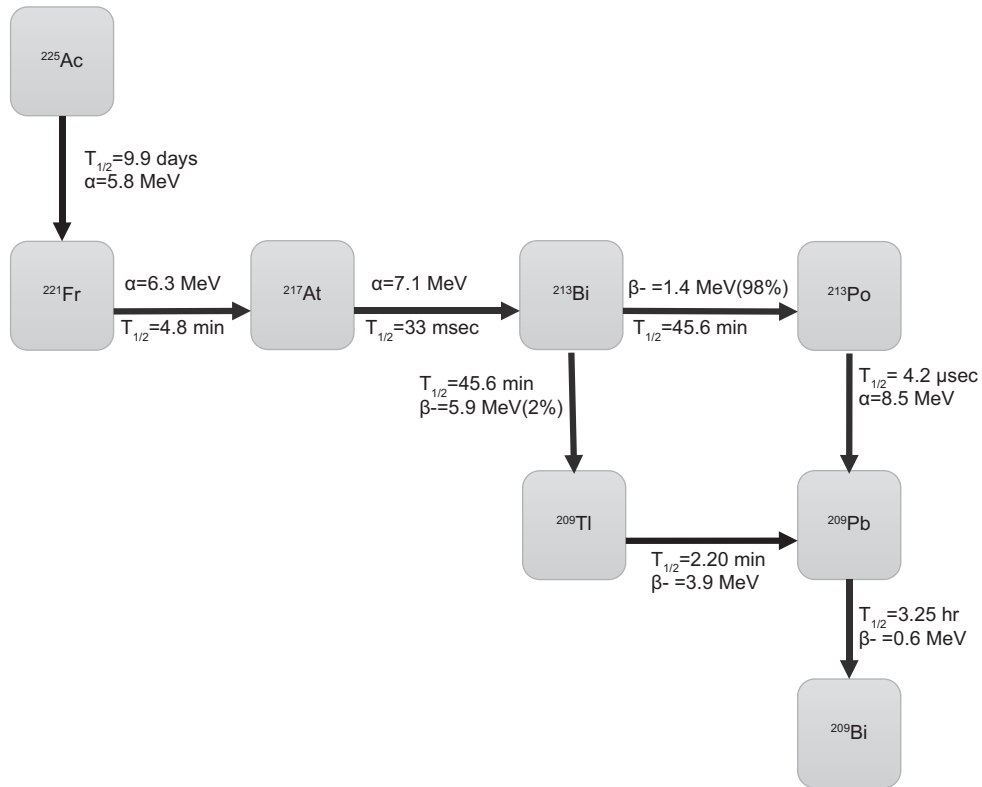 ²²⁵Ac
T₁/₂=9.9 days
α=5.8 MeV
²²¹Fr
α=6.3 MeV
T₁/₂=4.8 min
²¹⁷At
α=7.1 MeV
T₁/₂=33 msec
²¹³Bi
β- =1.4 MeV(98%)
T₁/₂=45.6 min
²¹³Po
T₁/₂=45.6 min
β-=5.9 MeV(2%)
T₁/₂= 4.2 μsec
α=8.5 MeV
²⁰⁹Tl
T₁/₂=2.20 min
β- =3.9 MeV
²⁰⁹Pb
T₁/₂=3.25 hr
β- =0.6 MeV
²⁰⁹Bi